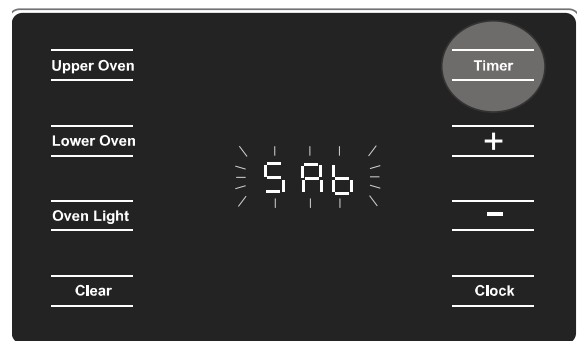 Upper Oven
Timer
Lower Oven
+
SAb
Oven Light
-
Clear
Clock